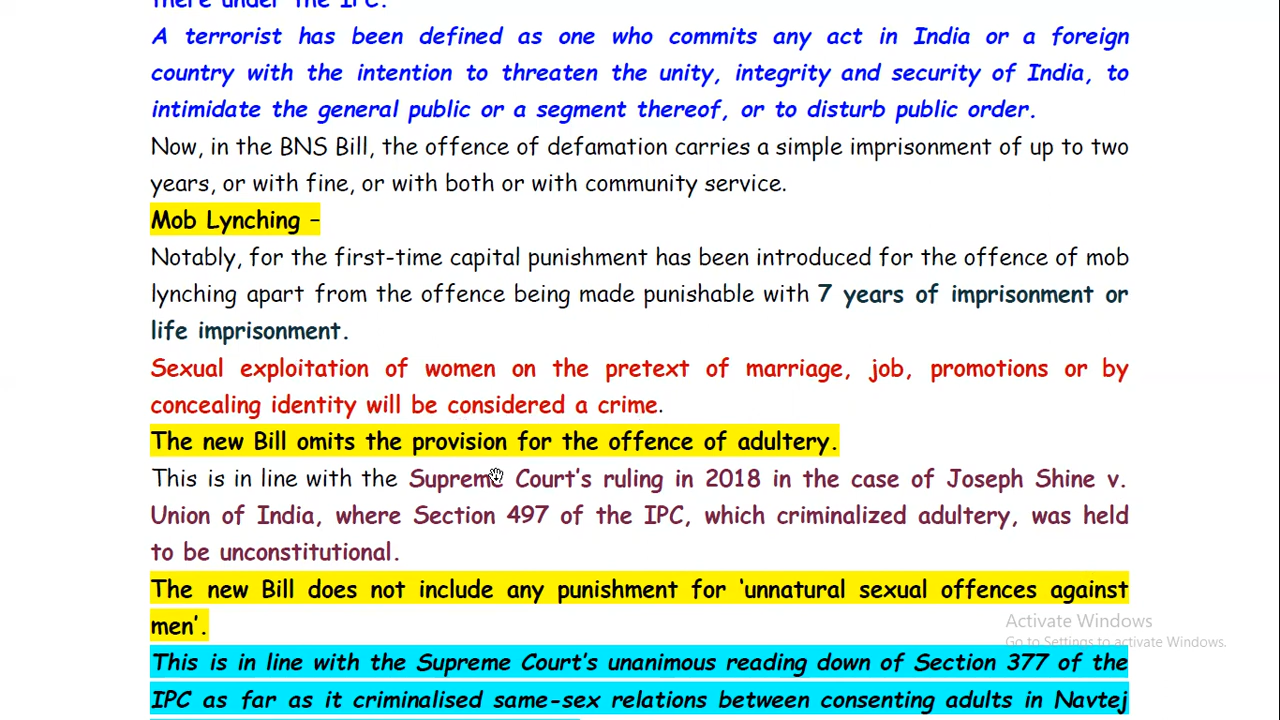 there under the IPC.
A terrorist has been defined as one who commits any act in India or a foreign
country with the intention to threaten the unity, integrity and security of India, to
intimidate the general public or a segment thereof, or to disturb public order.
Now, in the BNS Bill, the offence of defamation carries a simple imprisonment of up to two
years, or with fine, or with both or with community service.
Mob Lynching –
Notably, for the first-time capital punishment has been introduced for the offence of mob
lynching apart from the offence being made punishable with 7 years of imprisonment or
life imprisonment.
Sexual exploitation of women on the pretext of marriage, job, promotions or by
concealing identity will be considered a crime.
The new Bill omits the provision for the offence of adultery.
This is in line with the Supreme Court's ruling in 2018 in the case of Joseph Shine v.
Union of India, where Section 497 of the IPC, which criminalized adultery, was held
to be unconstitutional.
The new Bill does not include any punishment for 'unnatural sexual offences against
men'.
Activate Windows
Go to Settings to activate Windows.
This is in line with the Supreme Court's unanimous reading down of Section 377 of the
IPC as far as it criminalised same-sex relations between consenting adults in Navtej